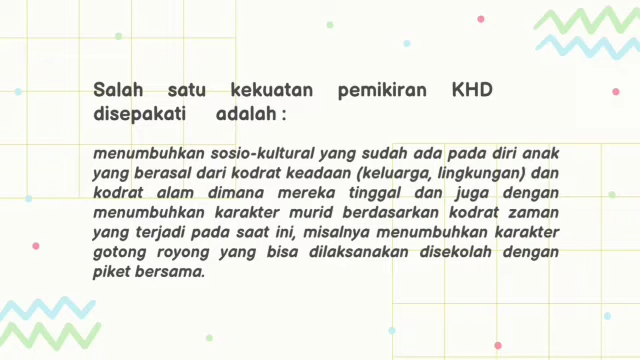 Salah satu kekuatan pemikiran KHD
disepakati adalah :
menumbuhkan sosio-kultural yang sudah ada pada diri anak
yang berasal dari kodrat keadaan (keluarga, lingkungan) dan
kodrat alam dimana mereka tinggal dan juga dengan
menumbuhkan karakter murid berdasarkan kodrat zaman
yang terjadi pada saat ini, misalnya menumbuhkan karakter
gotong royong yang bisa dilaksanakan disekolah dengan
piket bersama.